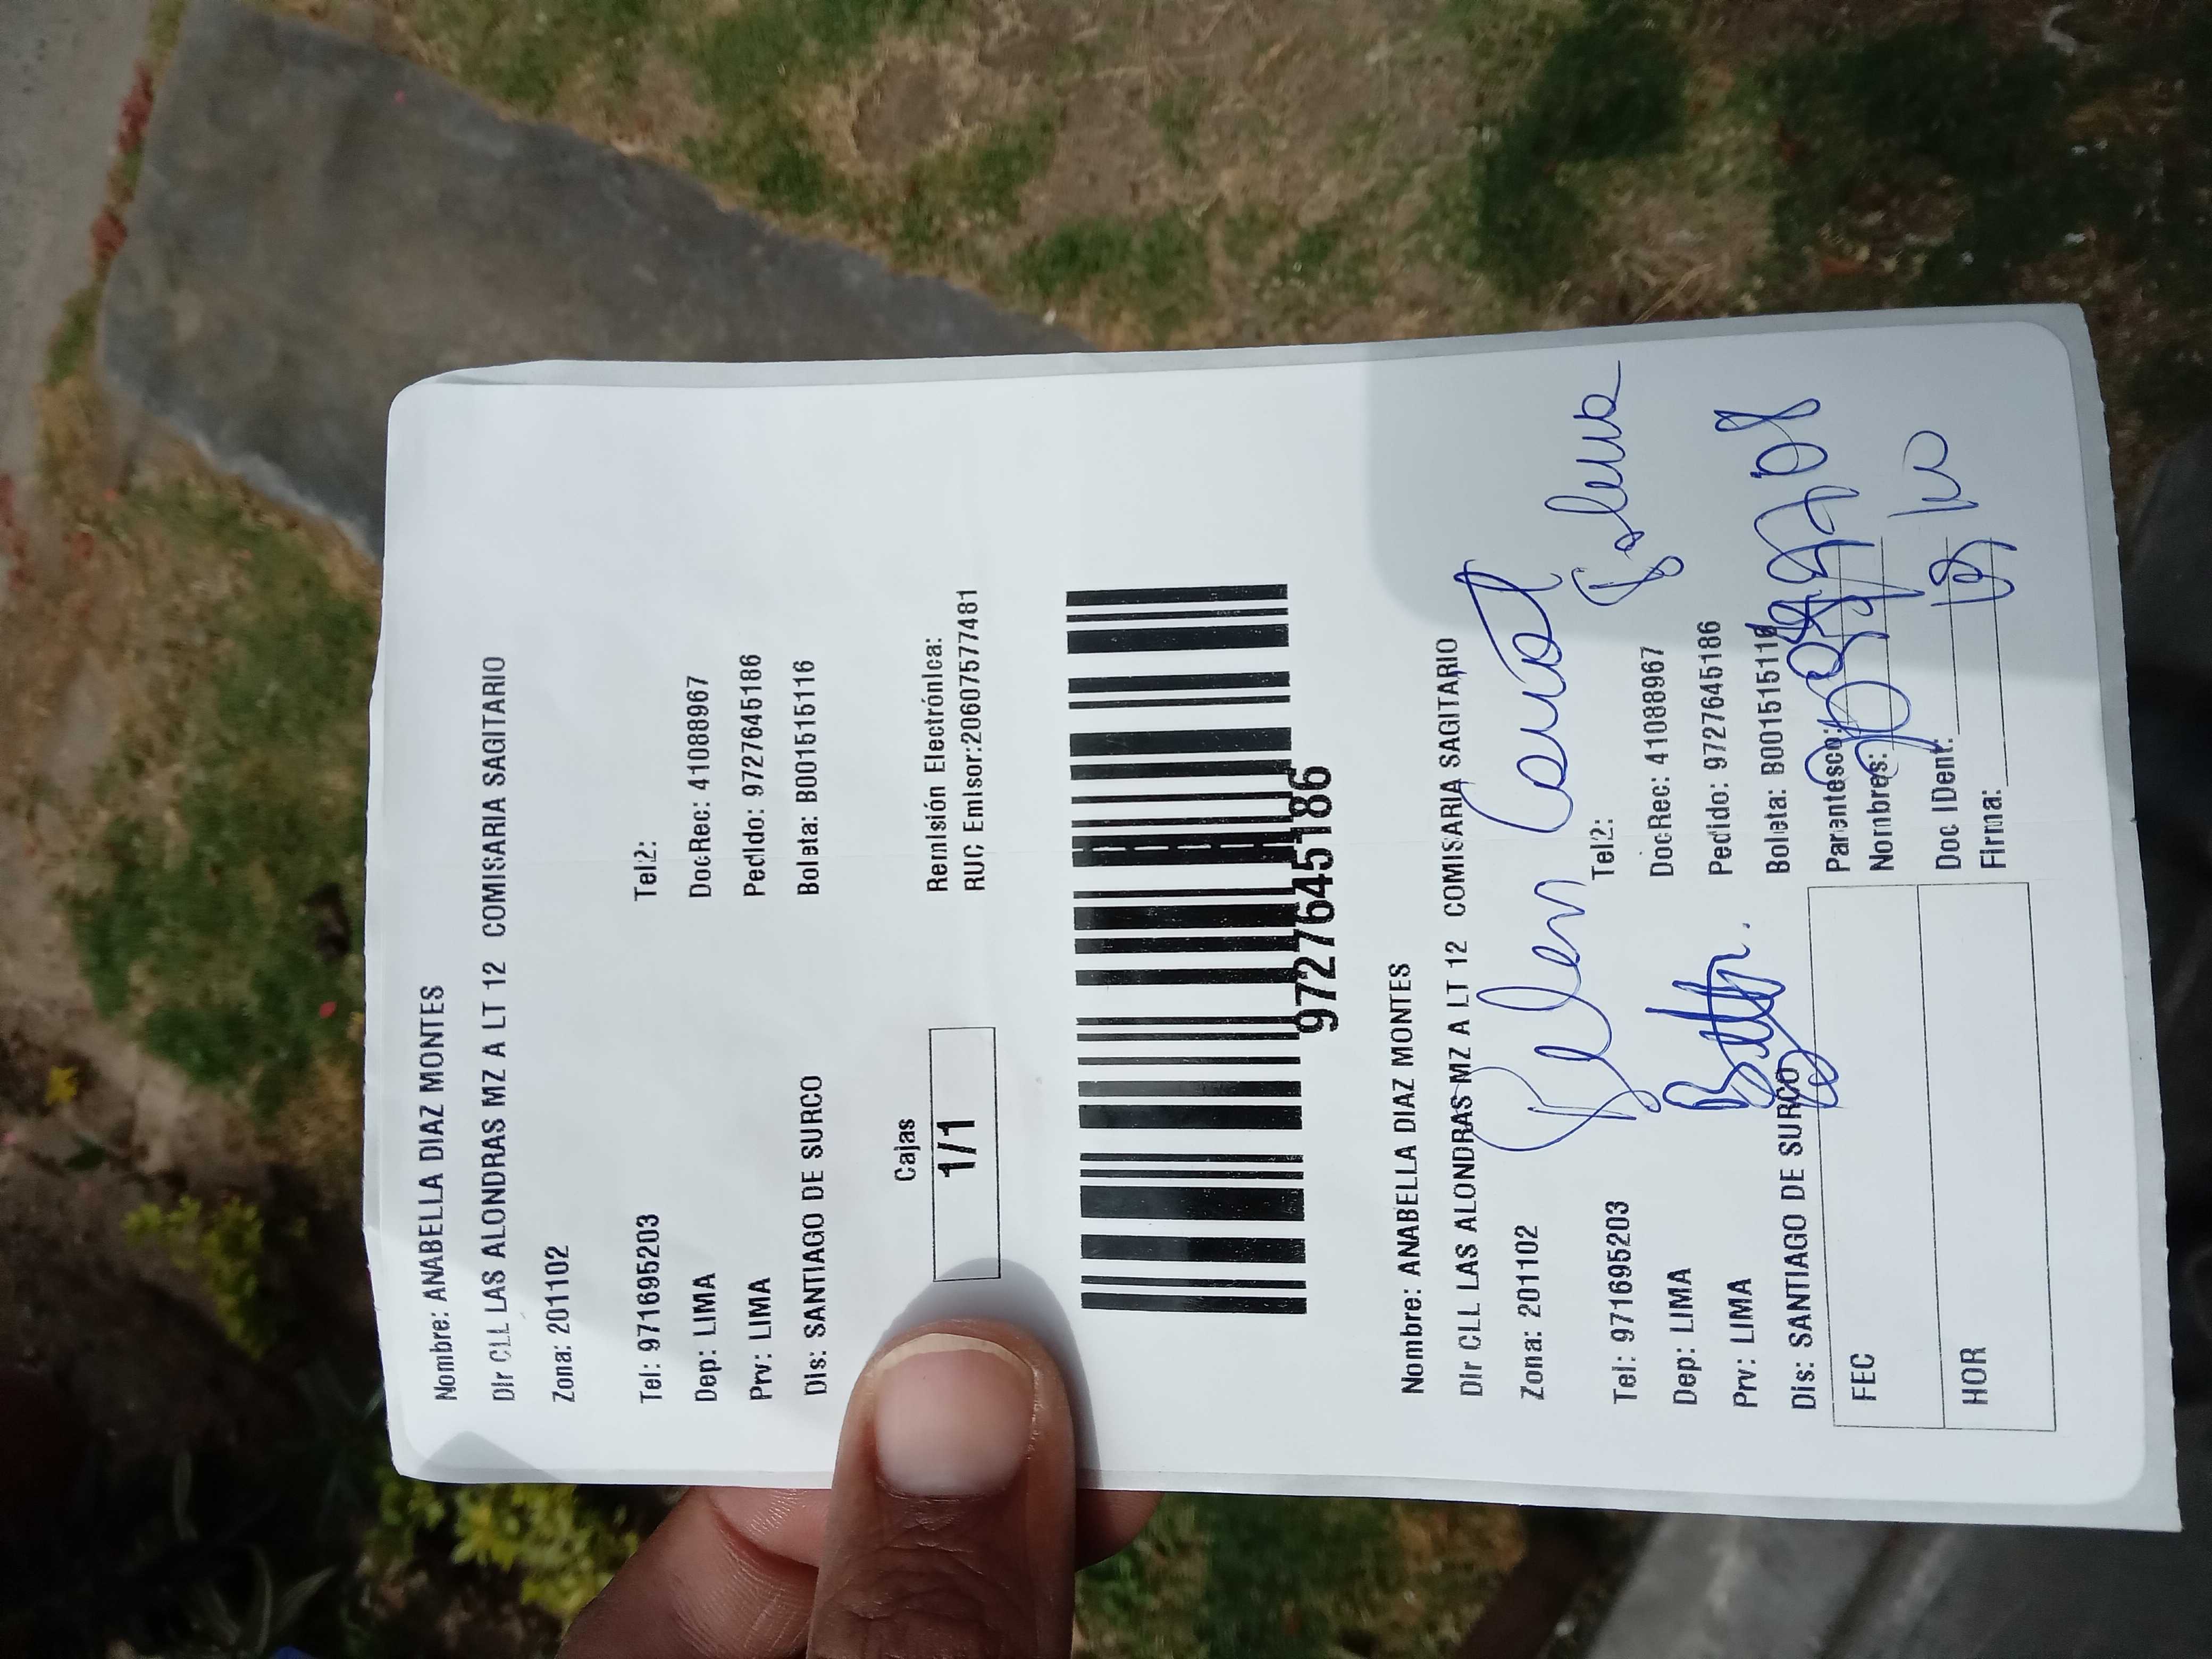 Nombre: ANABELLA DIAZ MONTES
Dir CLL LAS ALONDRAS MZ A LT 12 COMISARIA SAGITARIO
Zona: 201102
Tel: 971695203 Tel2:
Dep: LIMA DocRec: 41088967
Prv: LIMA Pedido: 9727645186
Dis: SANTIAGO DE SURCO Boleta: B001515116
Cajas
1/1
Remisión Electrónica:
RUC Emisor:20607577481
9727645186
Nombre: ANABELLA DIAZ MONTES
Dir CLL LAS ALONDRAS MZ A LT 12 COMISARIA SAGITARIO
Zona: 201102
Belen
Tel: 971695203 Tel2:
Dep: LIMA DocRec: 41088967
Prv: LIMA Pedido: 9727645186
Dis: SANTIAGO DE SURCO Boleta: B001515116
FEC
HOR
Parentesco:
Nombres:
Doc IDent:
Firma: